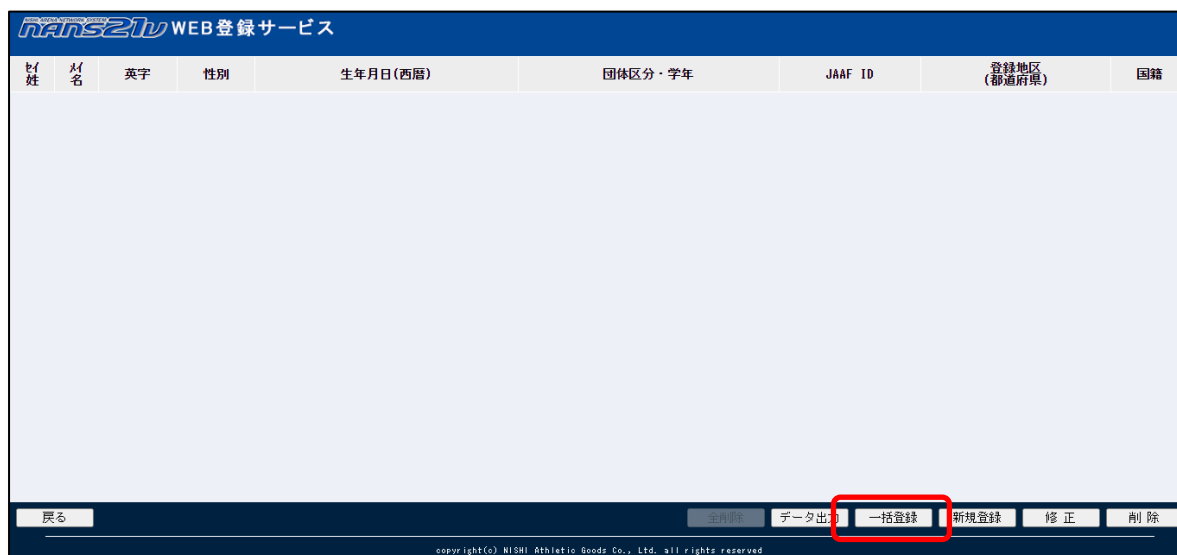 NISHI ARENA NETWORK SYSTEM
nANS21V WEB登録サービス
セイ 姓 メイ 名 英字 性別 生年月日(西暦) 団体区分・学年 JAAF ID 登録地区 (都道府県) 国籍
戻る 全削除 データ出力 一括登録 新規登録 修 正 削 除
copyright(c) NISHI Athletic Goods Co., Ltd. all rights reserved